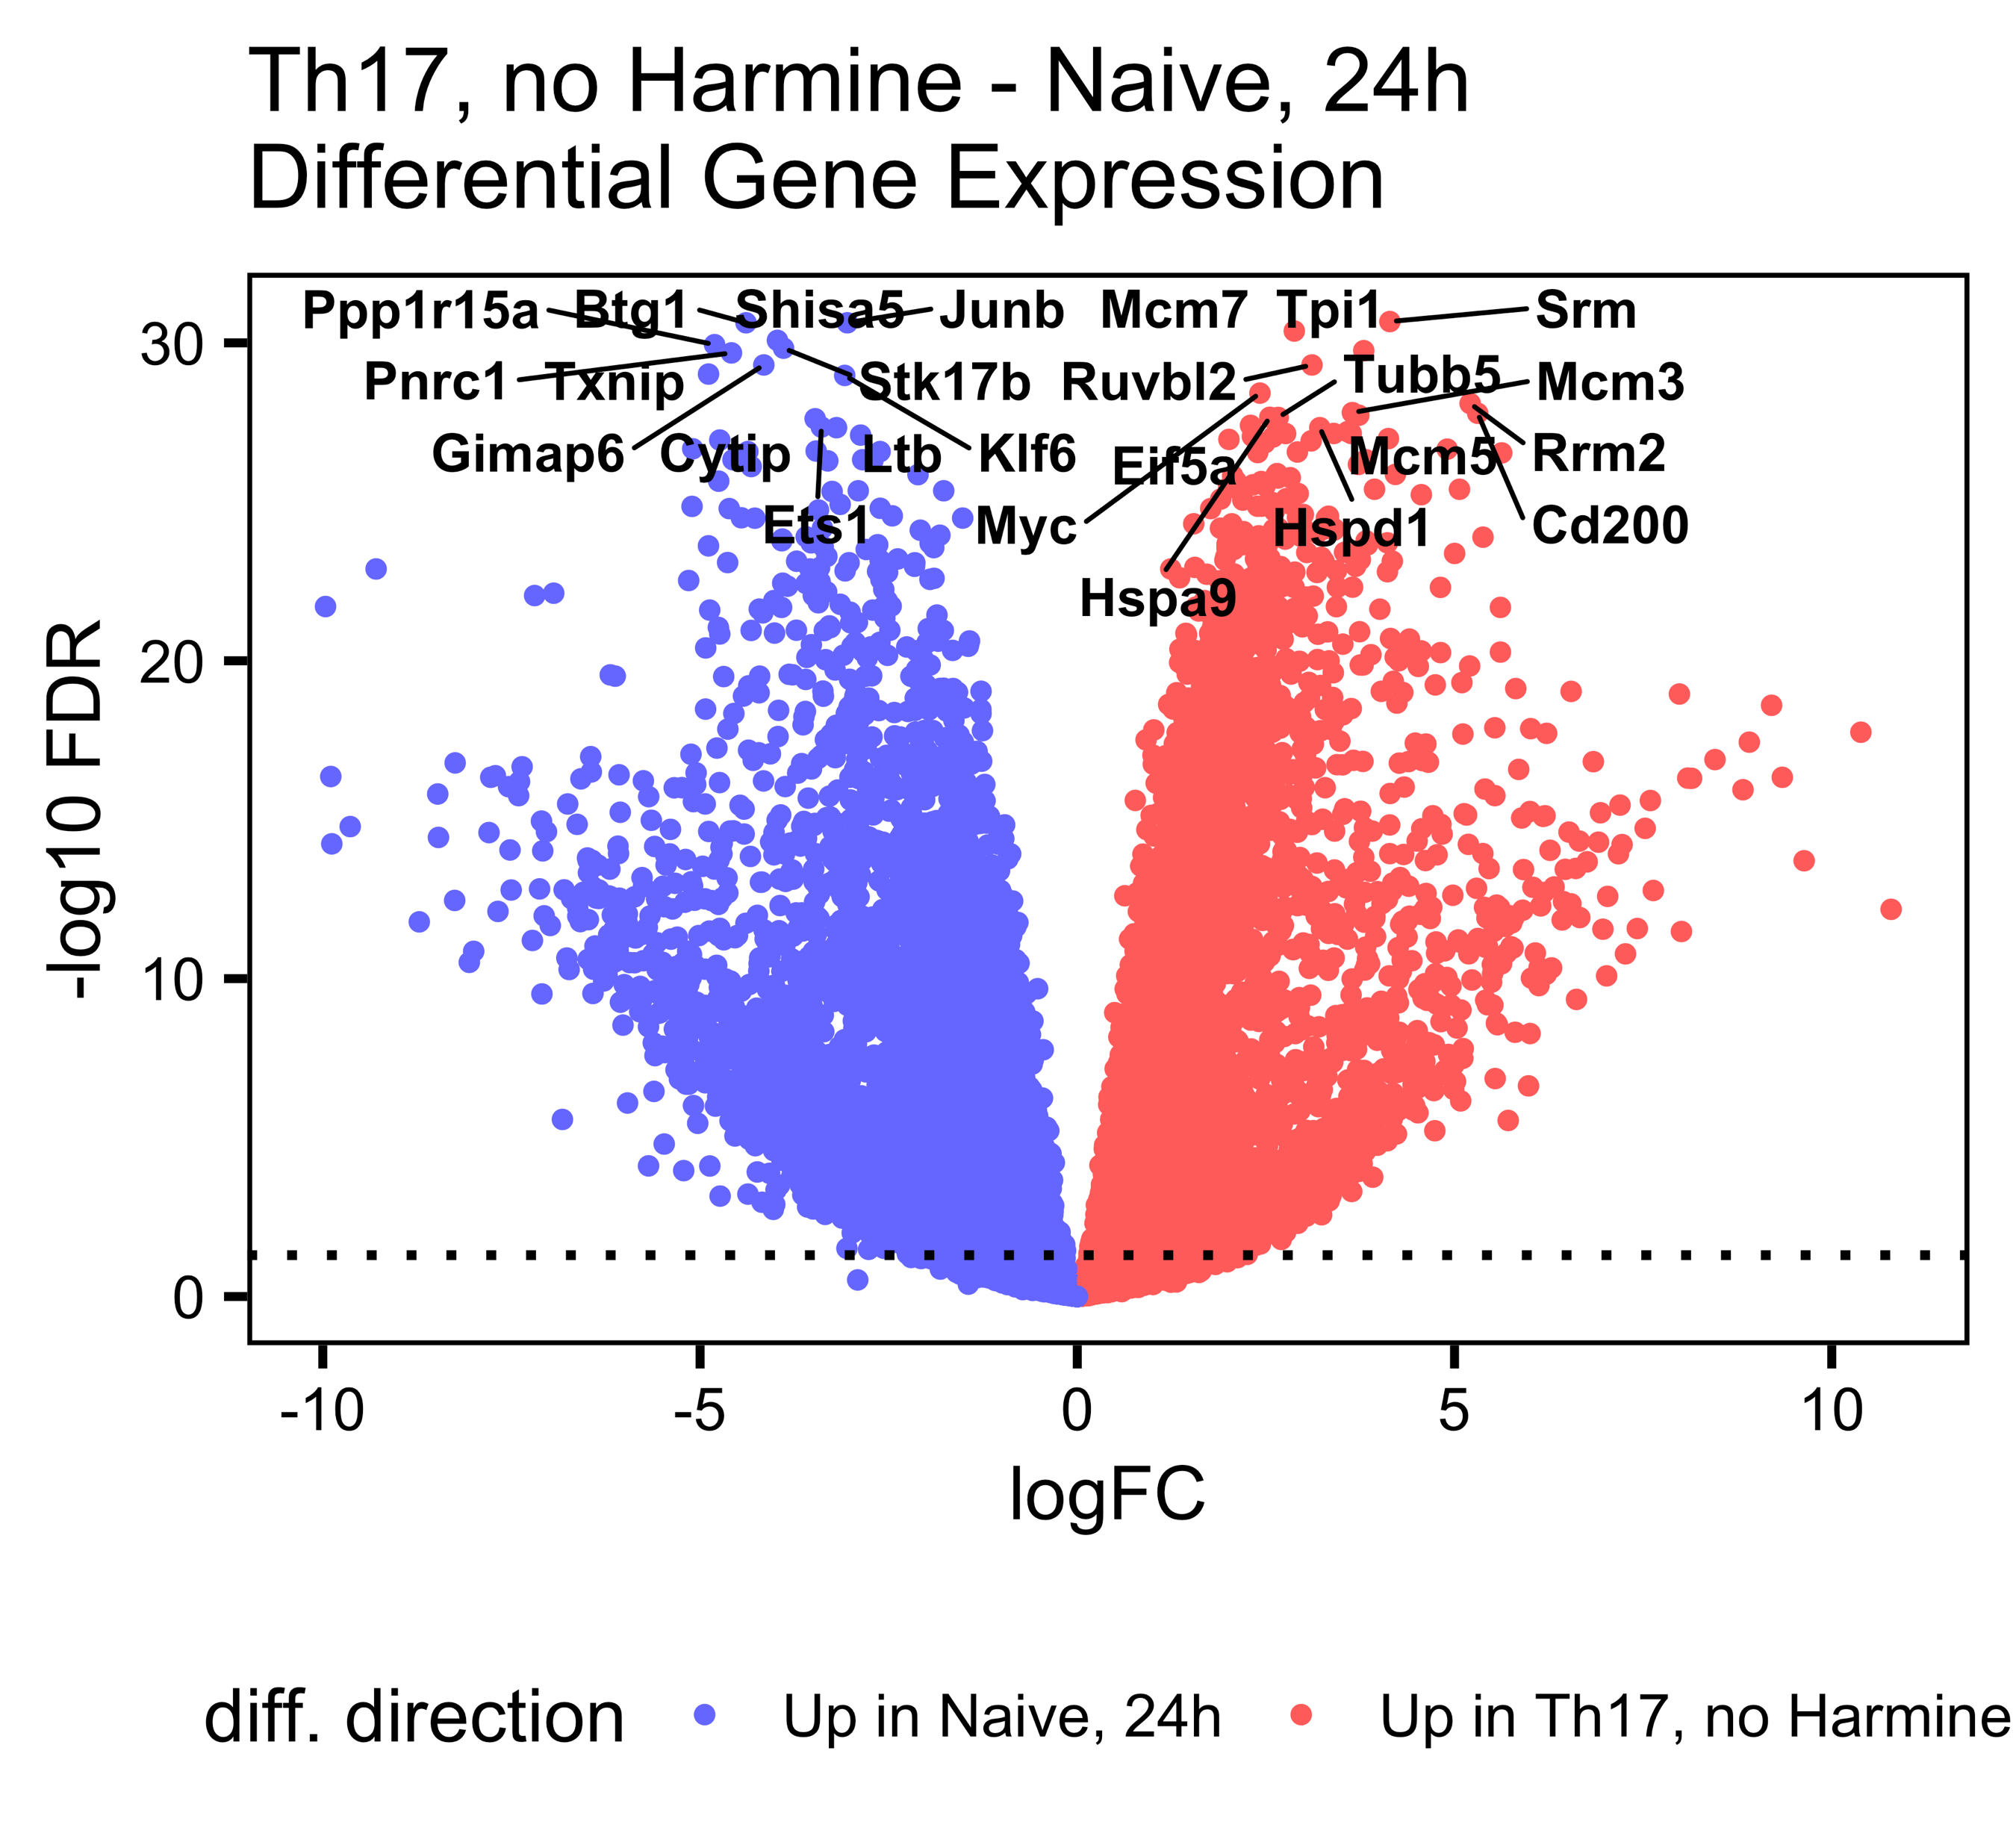 Th17, no Harmine - Naive, 24h
Differential Gene Expression
Ppp1r15a Btg1 Shisa5 Junb Mcm7 Tpi1 Srm
Pnrc1 Txnip Stk17b Ruvbl2 Tubb5 Mcm3
Gimap6 Cytip Ltb Klf6 Eif5a Mcm5 Rrm2
Ets1 Myc Hspd1 Cd200
Hspa9
-log10 FDR
30
20
10
0
-10 -5 0 5 10
logFC
diff. direction Up in Naive, 24h Up in Th17, no Harmine